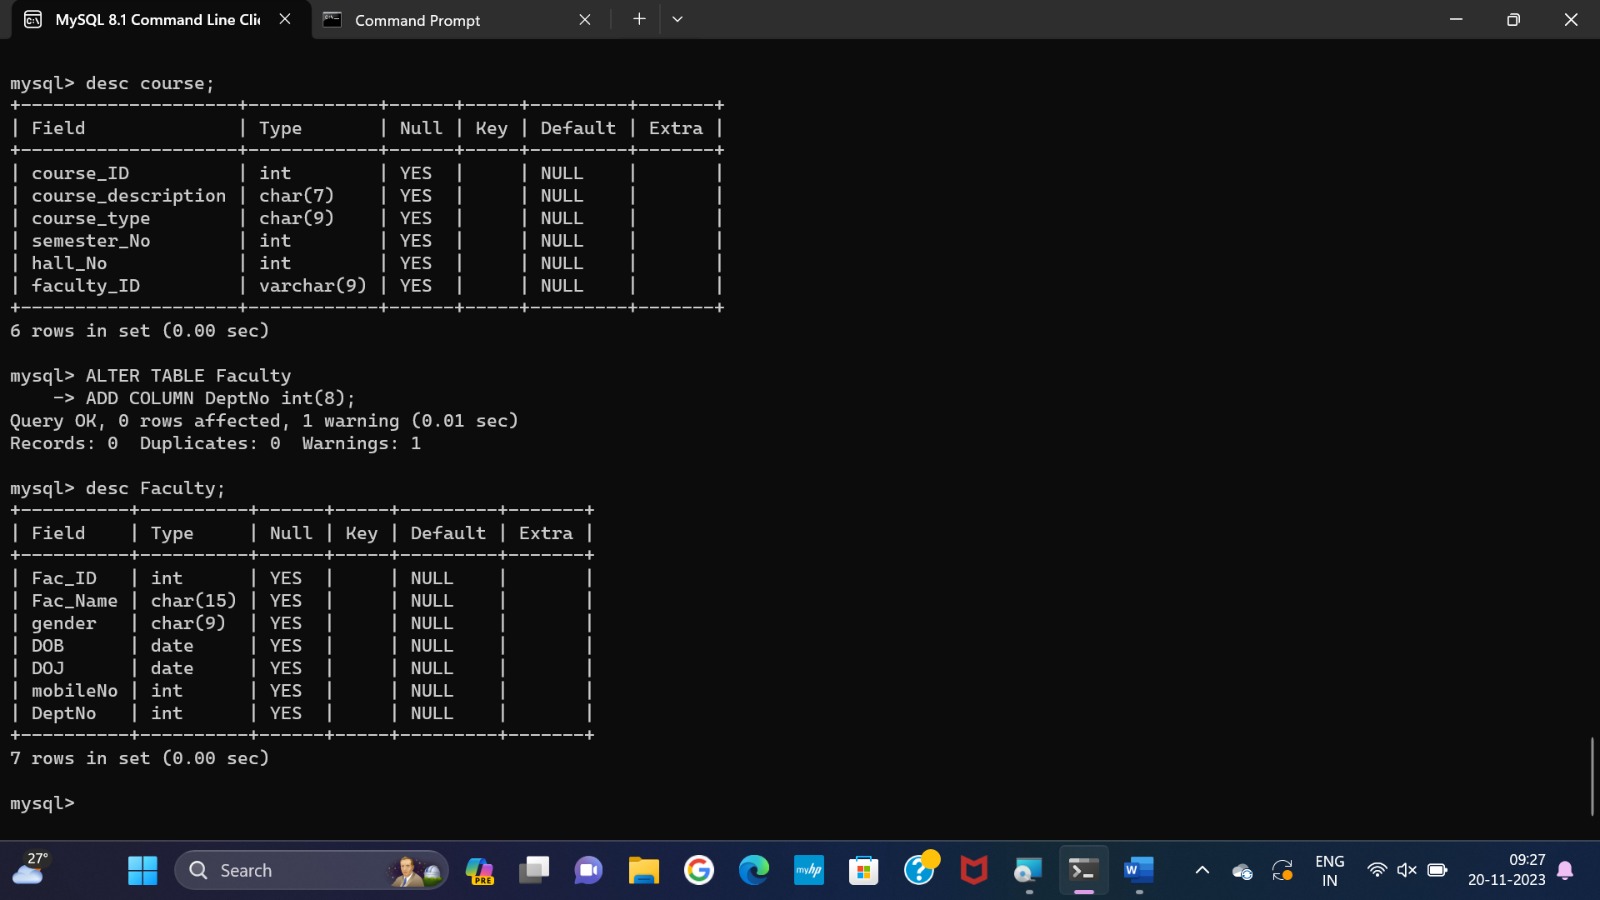 MySQL 8.1 Command Line Clie
Command Prompt
mysql> desc course;
+--------------------+------------+------+-----+---------+-------+
| Field              | Type       | Null | Key | Default | Extra |
+--------------------+------------+------+-----+---------+-------+
| course_ID          | int        | YES  |     | NULL    |       |
| course_description | char(7)    | YES  |     | NULL    |       |
| course_type        | char(9)    | YES  |     | NULL    |       |
| semester_No        | int        | YES  |     | NULL    |       |
| hall_No            | int        | YES  |     | NULL    |       |
| faculty_ID         | varchar(9) | YES  |     | NULL    |       |
+--------------------+------------+------+-----+---------+-------+
6 rows in set (0.00 sec)
mysql> ALTER TABLE Faculty
    -> ADD COLUMN DeptNo int(8);
Query OK, 0 rows affected, 1 warning (0.01 sec)
Records: 0  Duplicates: 0  Warnings: 1
mysql> desc Faculty;
+----------+----------+------+-----+---------+-------+
| Field    | Type     | Null | Key | Default | Extra |
+----------+----------+------+-----+---------+-------+
| Fac_ID   | int      | YES  |     | NULL    |       |
| Fac_Name | char(15) | YES  |     | NULL    |       |
| gender   | char(9)  | YES  |     | NULL    |       |
| DOB      | date     | YES  |     | NULL    |       |
| DOJ      | date     | YES  |     | NULL    |       |
| mobileNo | int      | YES  |     | NULL    |       |
| DeptNo   | int      | YES  |     | NULL    |       |
+----------+----------+------+-----+---------+-------+
7 rows in set (0.00 sec)
mysql>
27°
Search
PRE
myhp
W
ENG
IN
09:27
20-11-2023